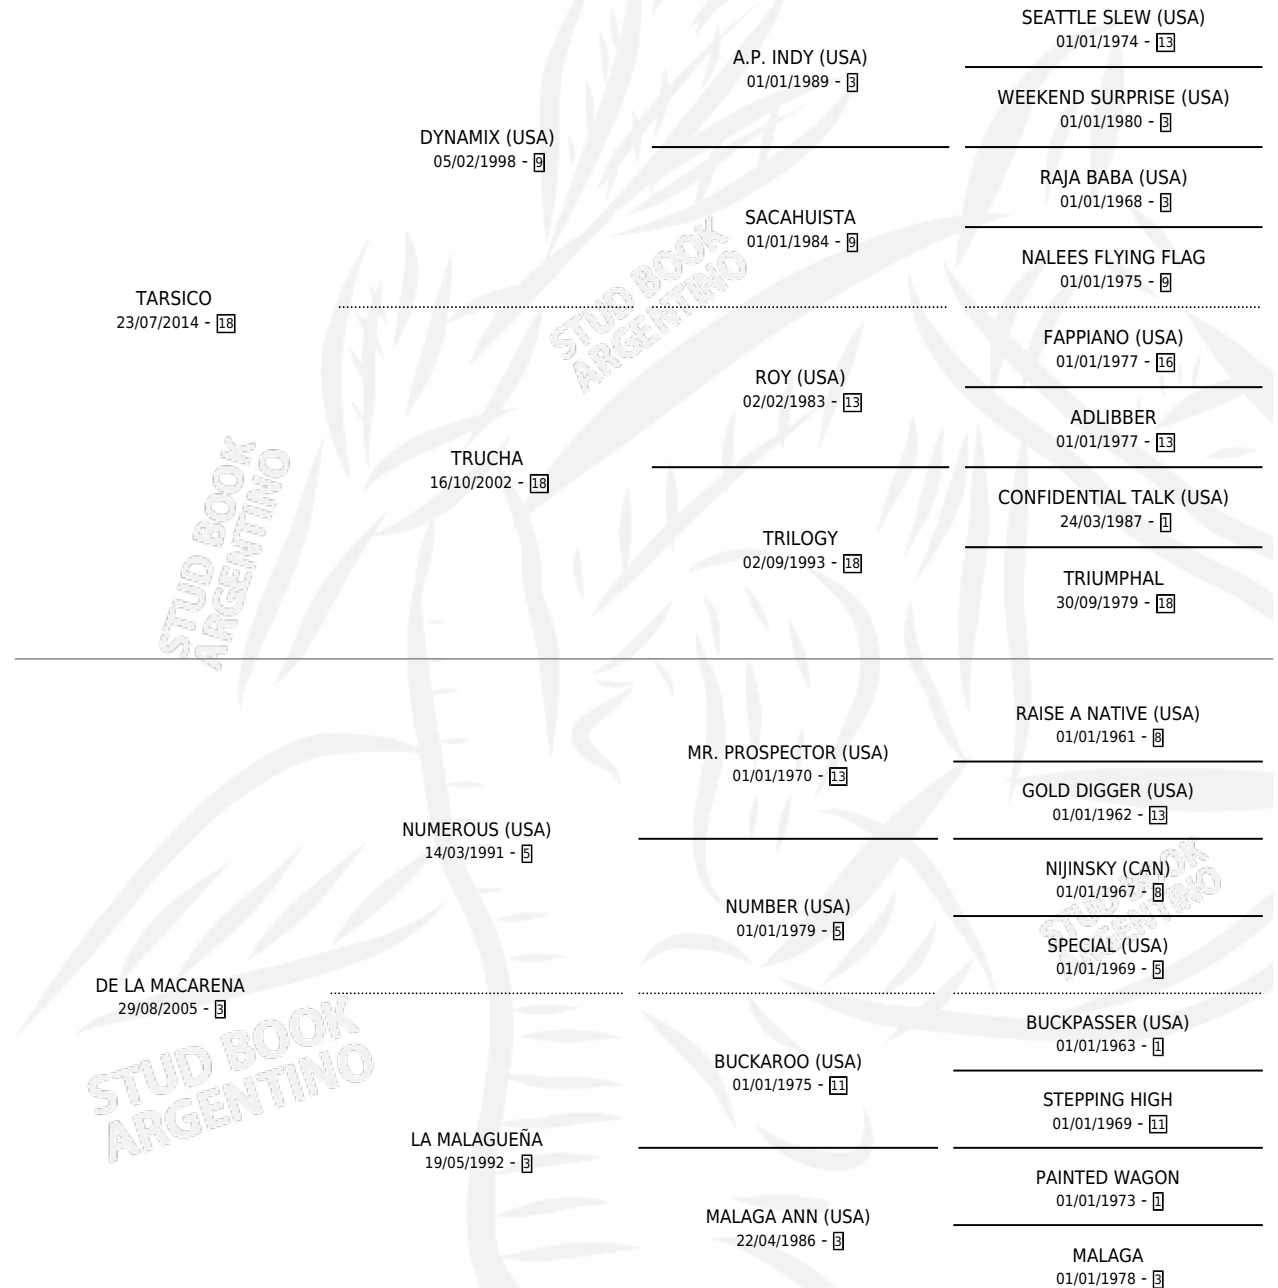 SEATTLE SLEW (USA)
01/01/1974 - 13
A.P. INDY (USA)
01/01/1989 - 3
WEEKEND SURPRISE (USA)
01/01/1980 - 3
DYNAMIX (USA)
05/02/1998 - 9
RAJA BABA (USA)
01/01/1968 - 3
SACAHUISTA
01/01/1984 - 9
NALEES FLYING FLAG
01/01/1975 - 9
TARSICO
23/07/2014 - 18
FAPPIANO (USA)
01/01/1977 - 16
ROY (USA)
02/02/1983 - 13
ADLIBBER
01/01/1977 - 13
TRUCHA
16/10/2002 - 18
CONFIDENTIAL TALK (USA)
24/03/1987 - 1
TRILOGY
02/09/1993 - 18
TRIUMPHAL
30/09/1979 - 18
RAISE A NATIVE (USA)
01/01/1961 - 8
MR. PROSPECTOR (USA)
01/01/1970 - 13
GOLD DIGGER (USA)
01/01/1962 - 13
NUMEROUS (USA)
14/03/1991 - 5
NIJINSKY (CAN)
01/01/1967 - 8
NUMBER (USA)
01/01/1979 - 5
SPECIAL (USA)
01/01/1969 - 5
DE LA MACARENA
29/08/2005 - 3
BUCKPASSER (USA)
01/01/1963 - 1
BUCKAROO (USA)
01/01/1975 - 11
STEPPING HIGH
01/01/1969 - 11
LA MALAGUEÑA
19/05/1992 - 3
PAINTED WAGON
01/01/1973 - 1
MALAGA ANN (USA)
22/04/1986 - 3
MALAGA
01/01/1978 - 3
STUD BOOK
ARGENTINO
STUD BOOK
ARGENTINO
STUD BOOK
ARGENTINO
STUD BOOK
ARGENTINO